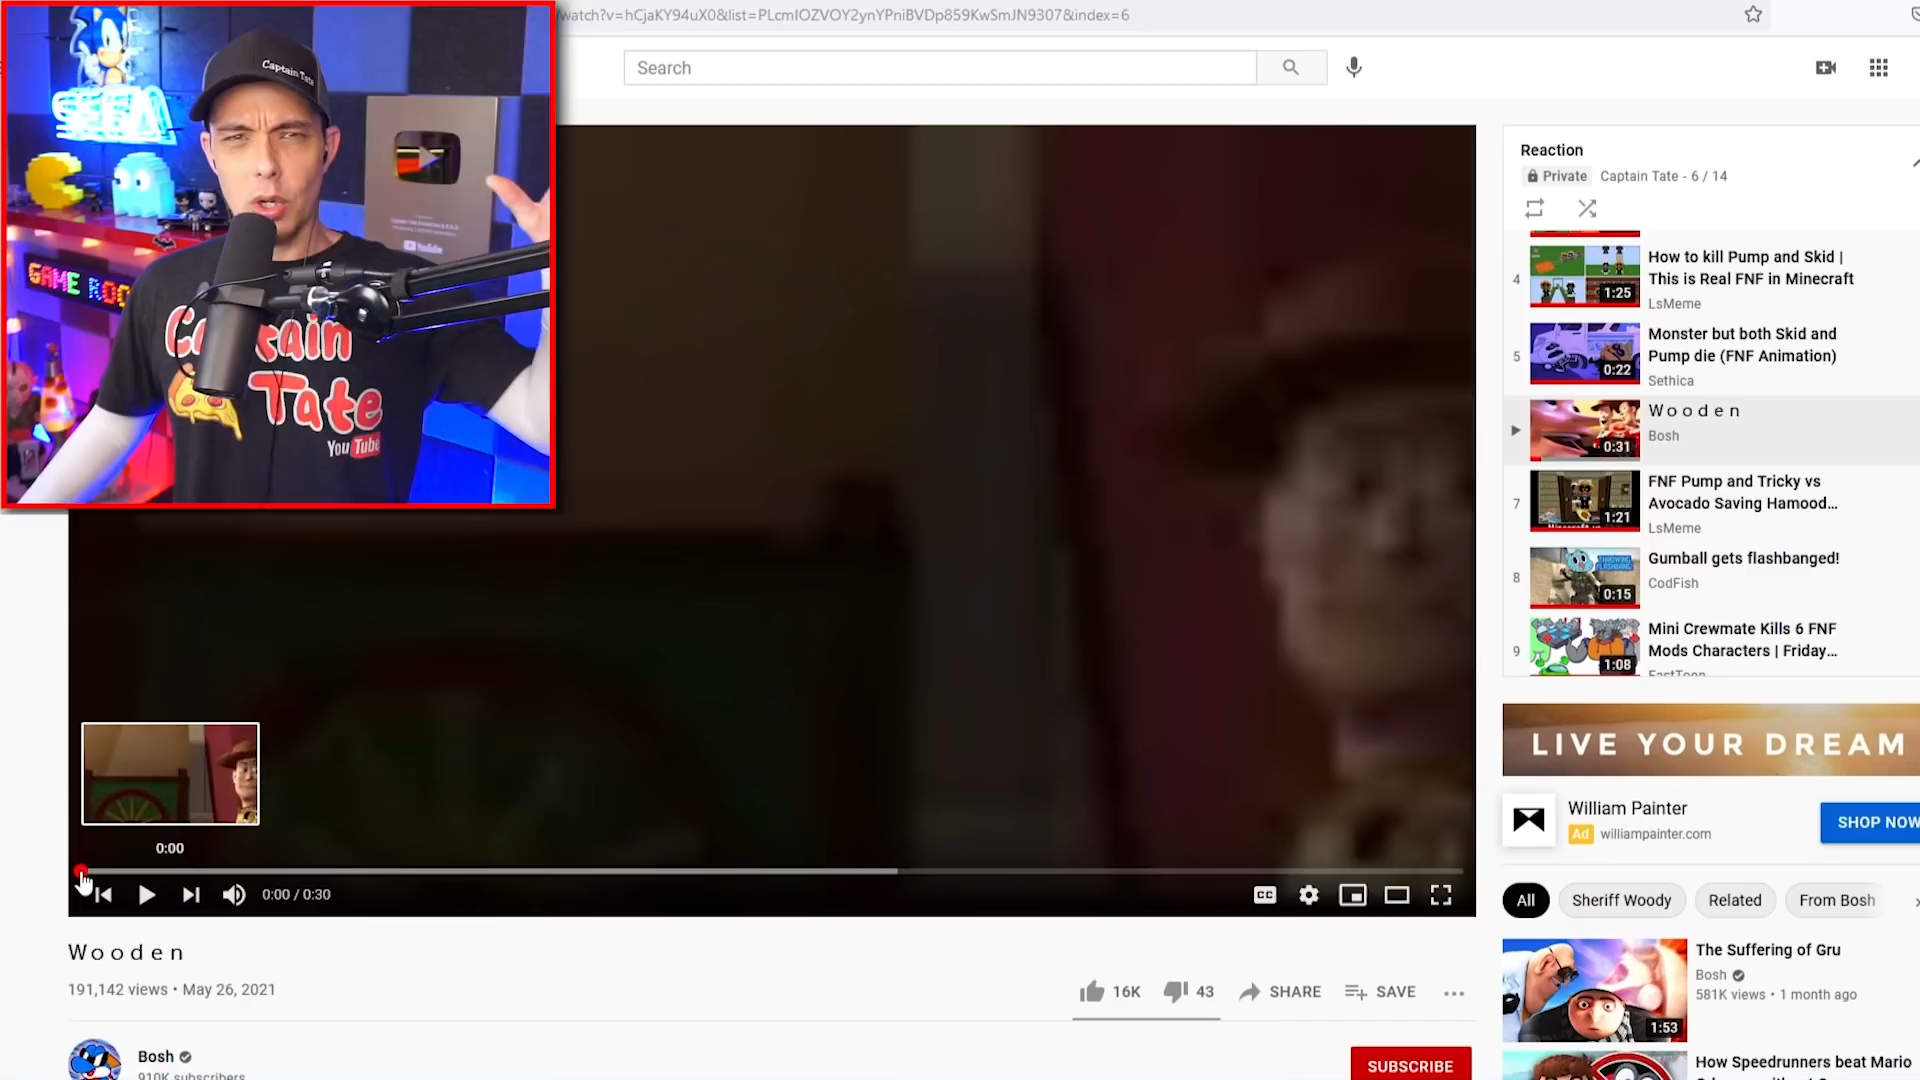 /watch?v=hCjaKY94uX0&list=PLcmIOZVOY2ynYPniBVDp859KwSmJN9307&index=6
Search
Captain Tate
SEGA
GAME ROO
Captain
Tate
YouTube
YouTube
Reaction
Private Captain Tate - 6 / 14
4
How to kill Pump and Skid |
This is Real FNF in Minecraft
LsMeme
1:25
5
Monster but both Skid and
Pump die (FNF Animation)
Sethica
0:22
W o o d e n
Bosh
0:31
7
FNF Pump and Tricky vs
Avocado Saving Hamood...
LsMeme
1:21
8
Gumball gets flashbanged!
CodFish
0:15
9
Mini Crewmate Kills 6 FNF
Mods Characters | Friday...
FastToon
1:08
LIVE YOUR DREAM
William Painter
Ad williampainter.com
SHOP NOW
All Sheriff Woody Related From Bosh
The Suffering of Gru
Bosh
581K views • 1 month ago
1:53
How Speedrunners beat Mario
0:00
0:00 / 0:30
CC
W o o d e n
191,142 views • May 26, 2021
16K 43 SHARE SAVE
Bosh
910K subscribers
SUBSCRIBE